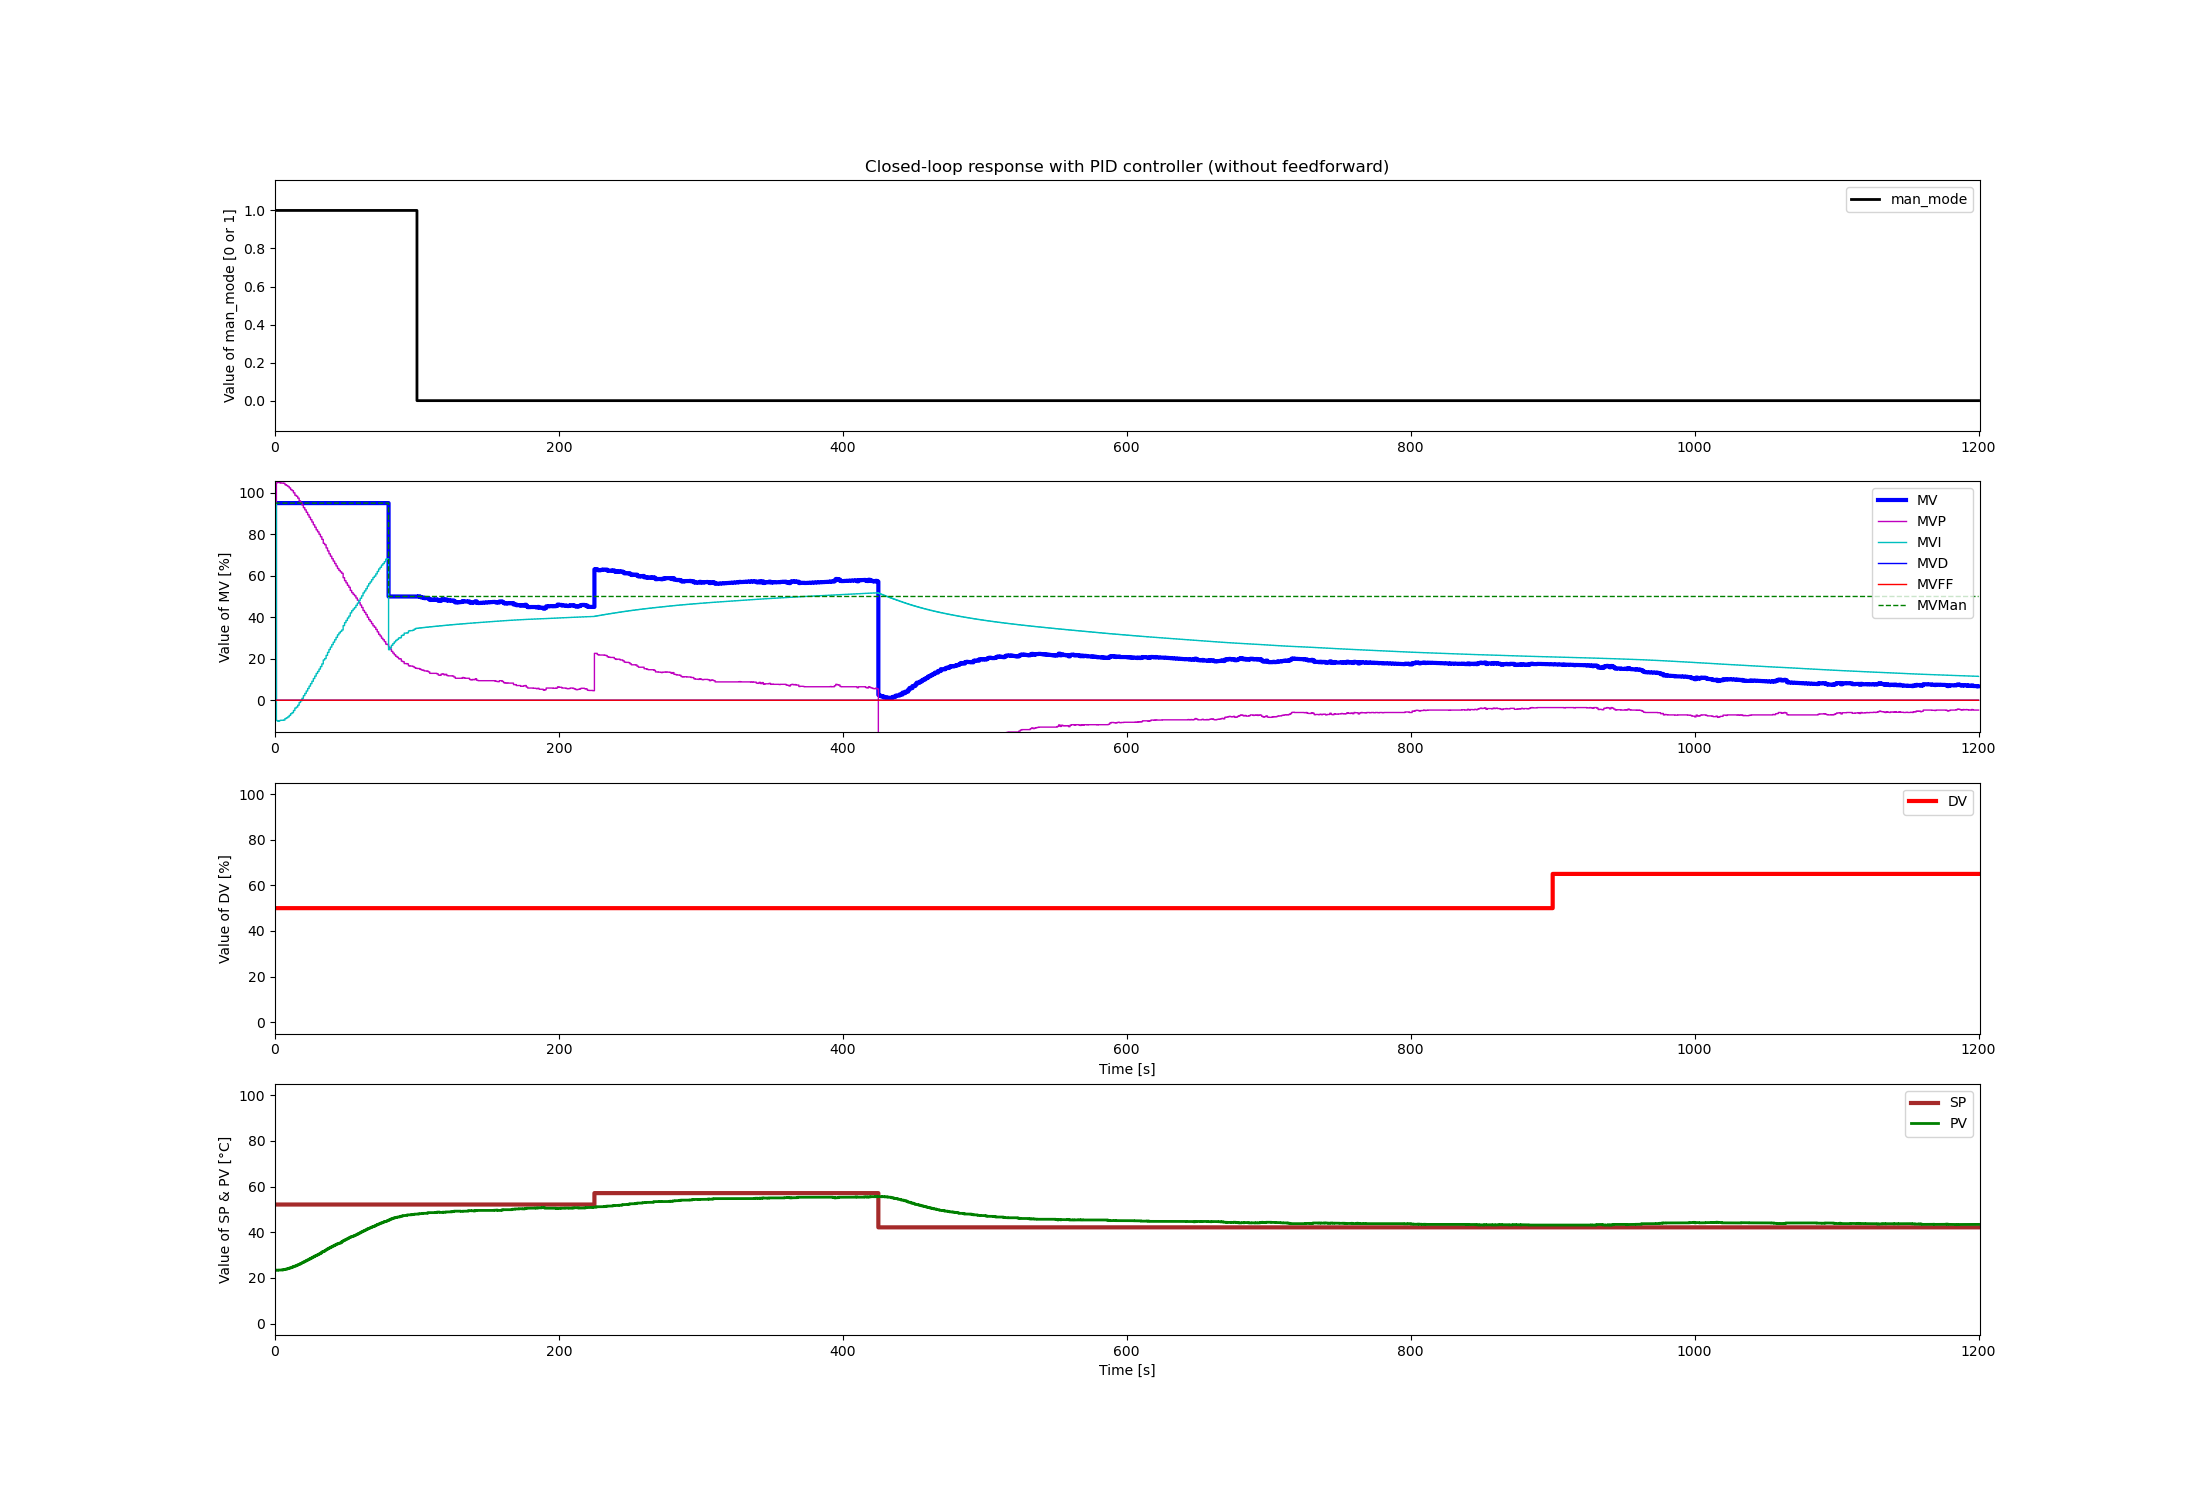 Closed-loop response with PID controller (without feedforward)
Value of man_mode [0 or 1]
1.0
0.8
0.6
0.4
0.2
0.0
man_mode
0 200 400 600 800 1000 1200
Value of MV [%]
100
80
60
40
20
0
MV
MVP
MVI
MVD
MVFF
MVMan
0 200 400 600 800 1000 1200
Value of DV [%]
100
80
60
40
20
0
DV
0 200 400 600 800 1000 1200
Time [s]
Value of SP & PV [°C]
100
80
60
40
20
0
SP
PV
0 200 400 600 800 1000 1200
Time [s]